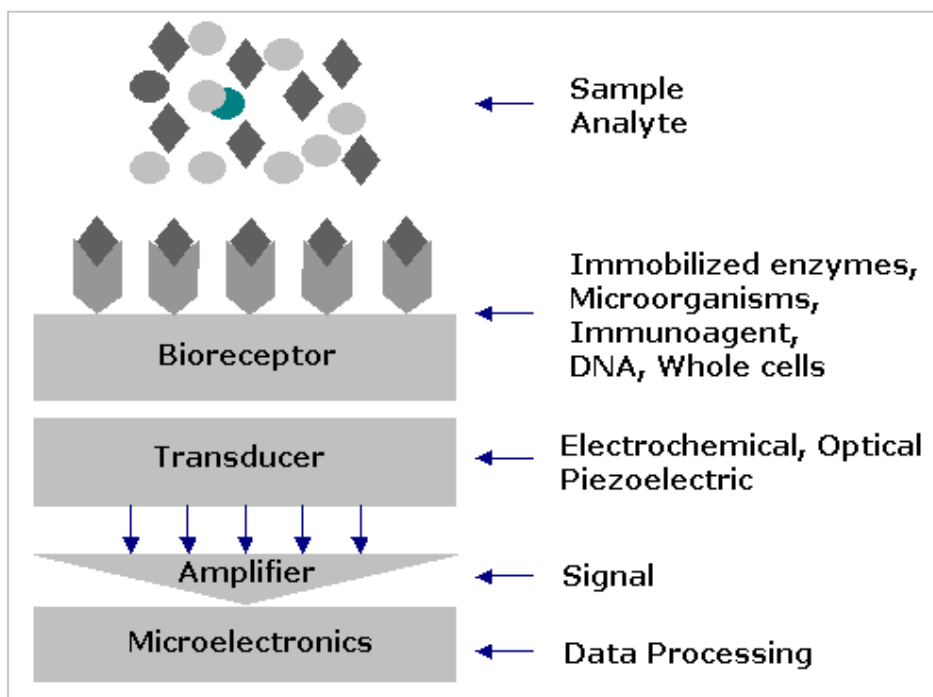 Sample
Analyte
Immobilized enzymes,
Microorganisms,
Immunoagent,
DNA, Whole cells
Bioreceptor
Transducer
Electrochemical, Optical
Piezoelectric
Amplifier
Signal
Microelectronics
Data Processing